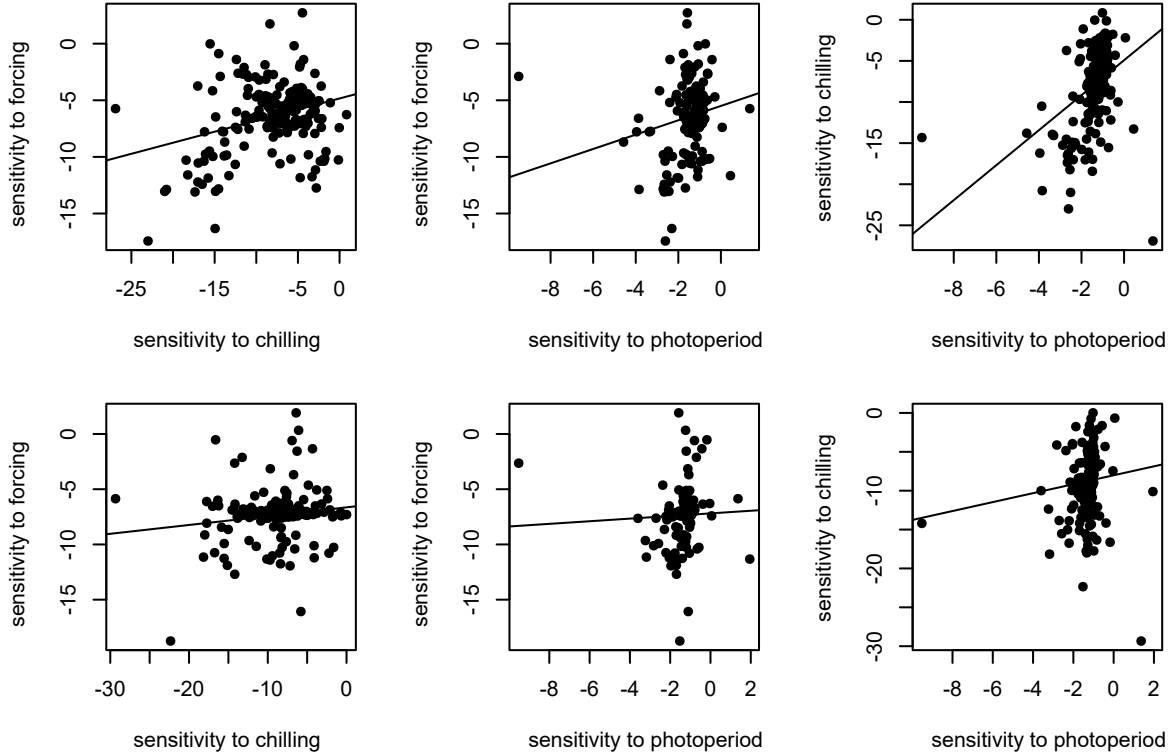 sensitivity to forcing
0
-5
-10
-15
-25 -15 -5 0
sensitivity to chilling
sensitivity to forcing
0
-5
-10
-15
-8 -6 -4 -2 0
sensitivity to photoperiod
sensitivity to chilling
0
-5
-15
-25
-8 -6 -4 -2 0
sensitivity to photoperiod
sensitivity to forcing
0
-5
-10
-15
-30 -20 -10 0
sensitivity to chilling
sensitivity to forcing
0
-5
-10
-15
-8 -6 -4 -2 0 2
sensitivity to photoperiod
sensitivity to chilling
0
-10
-20
-30
-8 -6 -4 -2 0 2
sensitivity to photoperiod